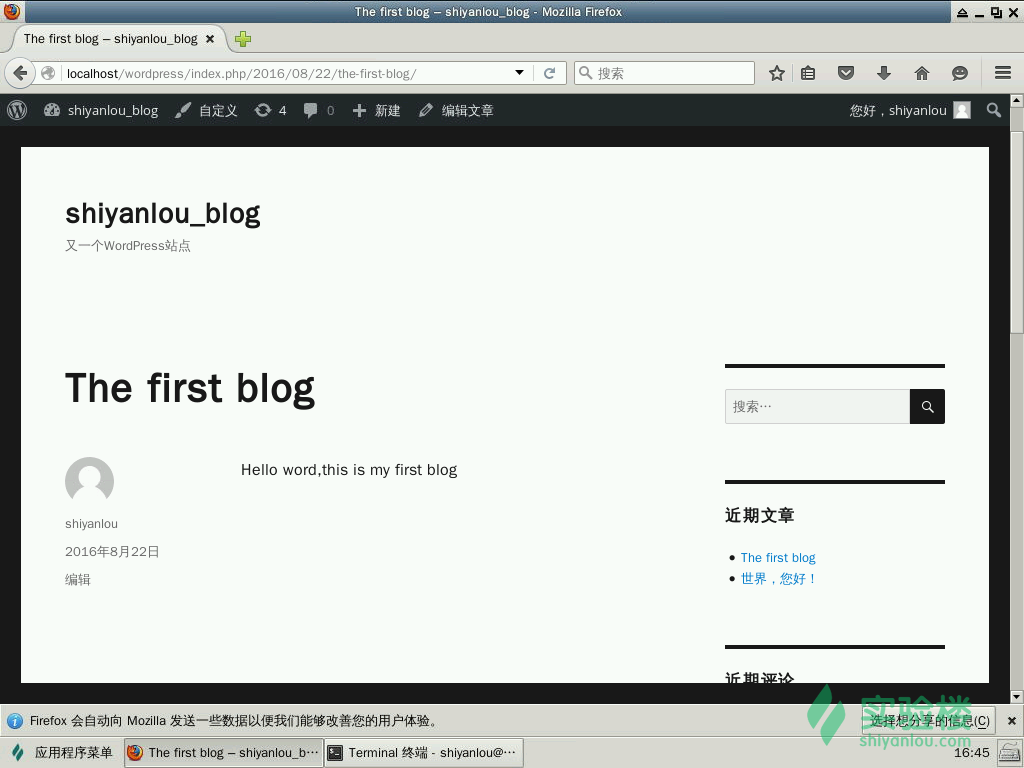 The first blog — shiyanlou_blog - Mozilla Firefox
The first blog — shiyanlou_blog
localhost/wordpress/index.php/2016/08/22/the-first-blog/
搜索
shiyanlou_blog 自定义 4 0 新建 编辑文章 您好，shiyanlou
shiyanlou_blog
又一个WordPress站点
The first blog
搜索…
Hello word,this is my first blog
shiyanlou
2016年8月22日
编辑
近期文章
The first blog
世界，您好！
近期评论
Firefox 会自动向 Mozilla 发送一些数据以便我们能够改善您的用户体验。 选择想分享的信息(C)
实验楼
shiyanlou.com
应用程序菜单 The first blog — shiyanlou_b··· Terminal 终端 - shiyanlou@··· 16:45